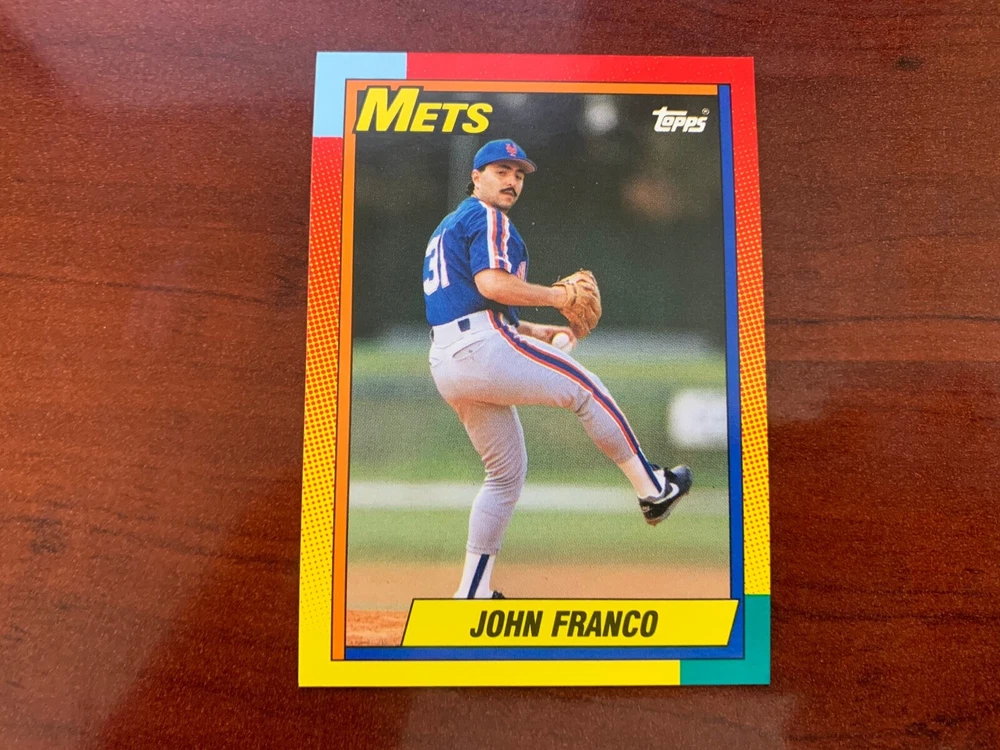 METS
topps®
31
JOHN FRANCO